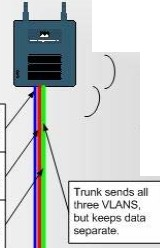 Trunk sends all
three VLANS,
but keeps data
separate.